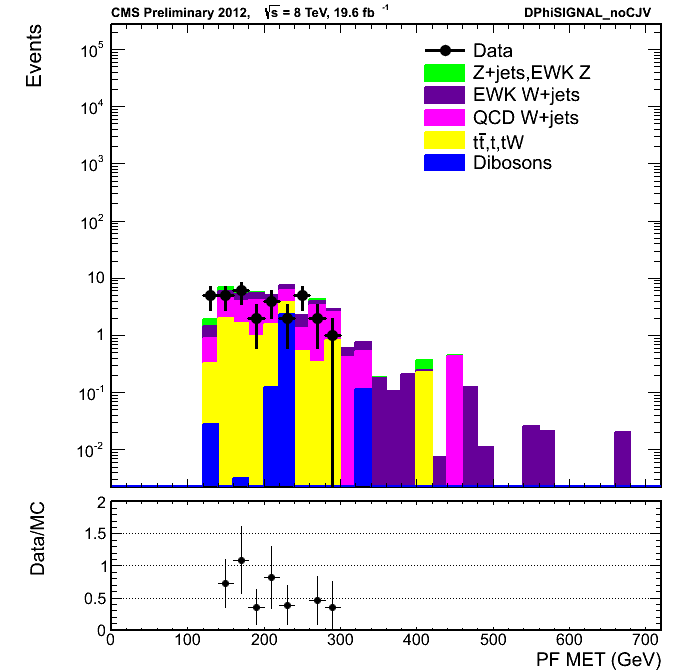 CMS Preliminary 2012, √s = 8 TeV, 19.6 fb⁻¹ DPhiSIGNAL_noCJV
Events
10⁵
10⁴
10³
10²
10
1
10⁻¹
10⁻²
Data
Z+jets,EWK Z
EWK W+jets
QCD W+jets
tt̄,t,tW
Dibosons
Data/MC
2
1.5
1
0.5
0
0 100 200 300 400 500 600 700
PF MET (GeV)